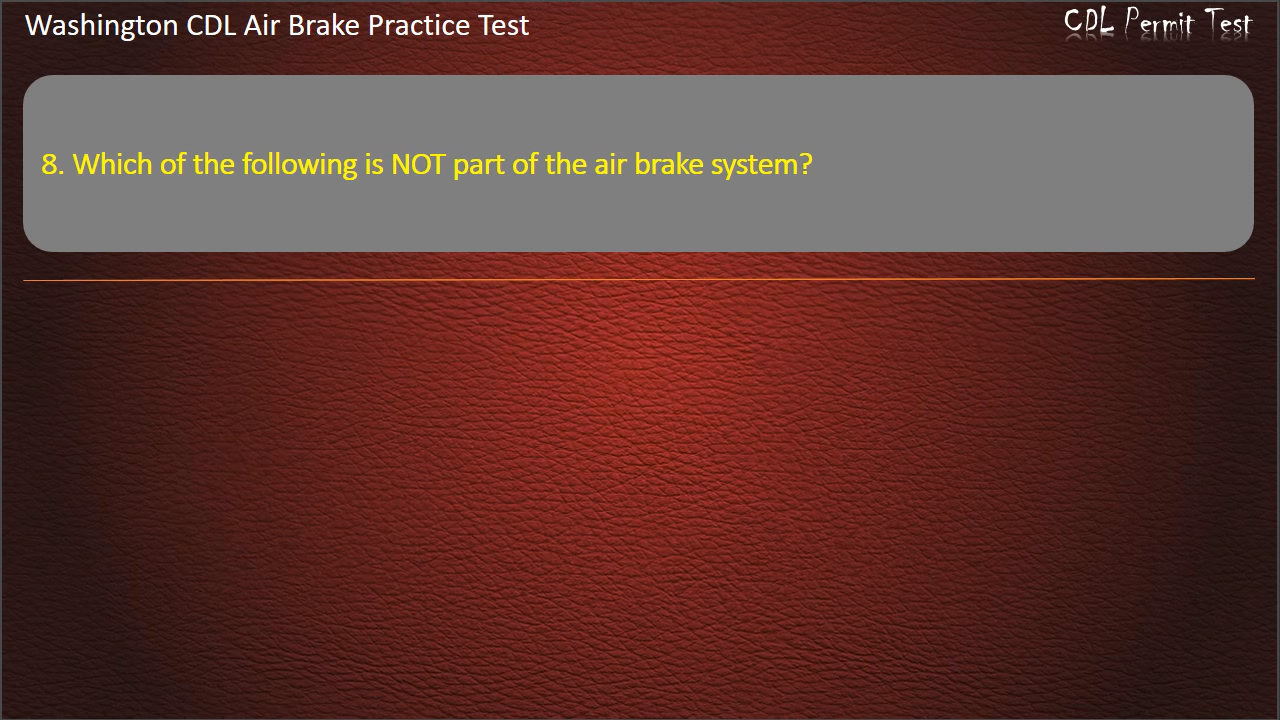 Washington CDL Air Brake Practice Test
CDL Permit Test
8. Which of the following is NOT part of the air brake system?